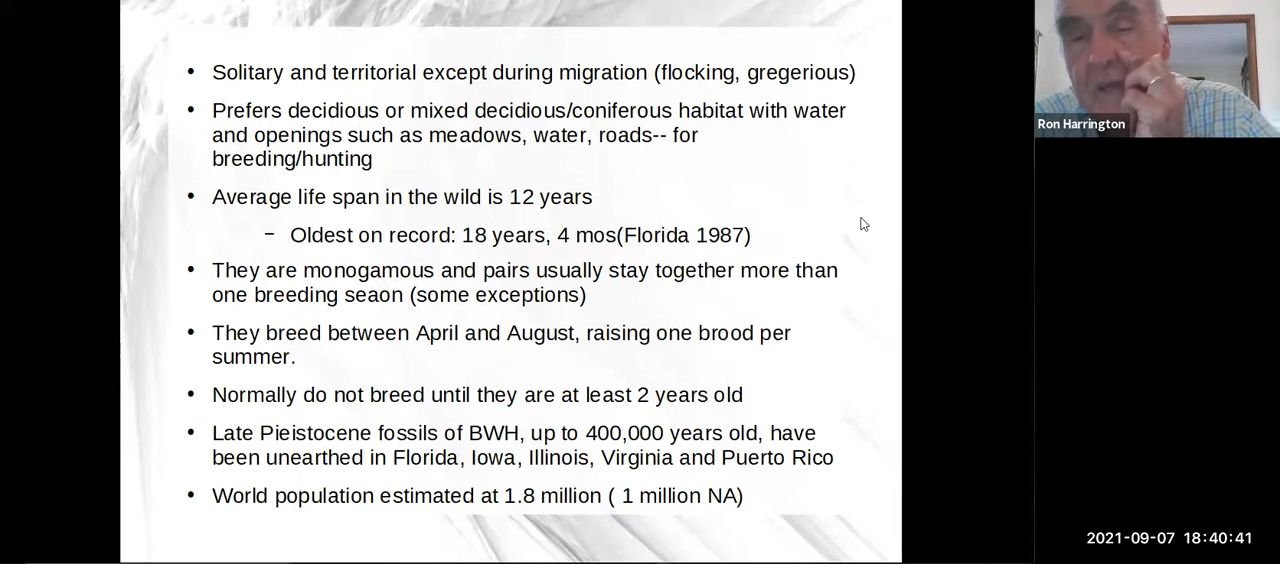 • Solitary and territorial except during migration (flocking, gregerious)
• Prefers decidious or mixed decidious/coniferous habitat with water
and openings such as meadows, water, roads-- for
breeding/hunting
• Average life span in the wild is 12 years
– Oldest on record: 18 years, 4 mos(Florida 1987)
• They are monogamous and pairs usually stay together more than
one breeding seaon (some exceptions)
• They breed between April and August, raising one brood per
summer.
• Normally do not breed until they are at least 2 years old
• Late Pieistocene fossils of BWH, up to 400,000 years old, have
been unearthed in Florida, Iowa, Illinois, Virginia and Puerto Rico
• World population estimated at 1.8 million ( 1 million NA)
Ron Harrington
2021-09-07 18:40:41